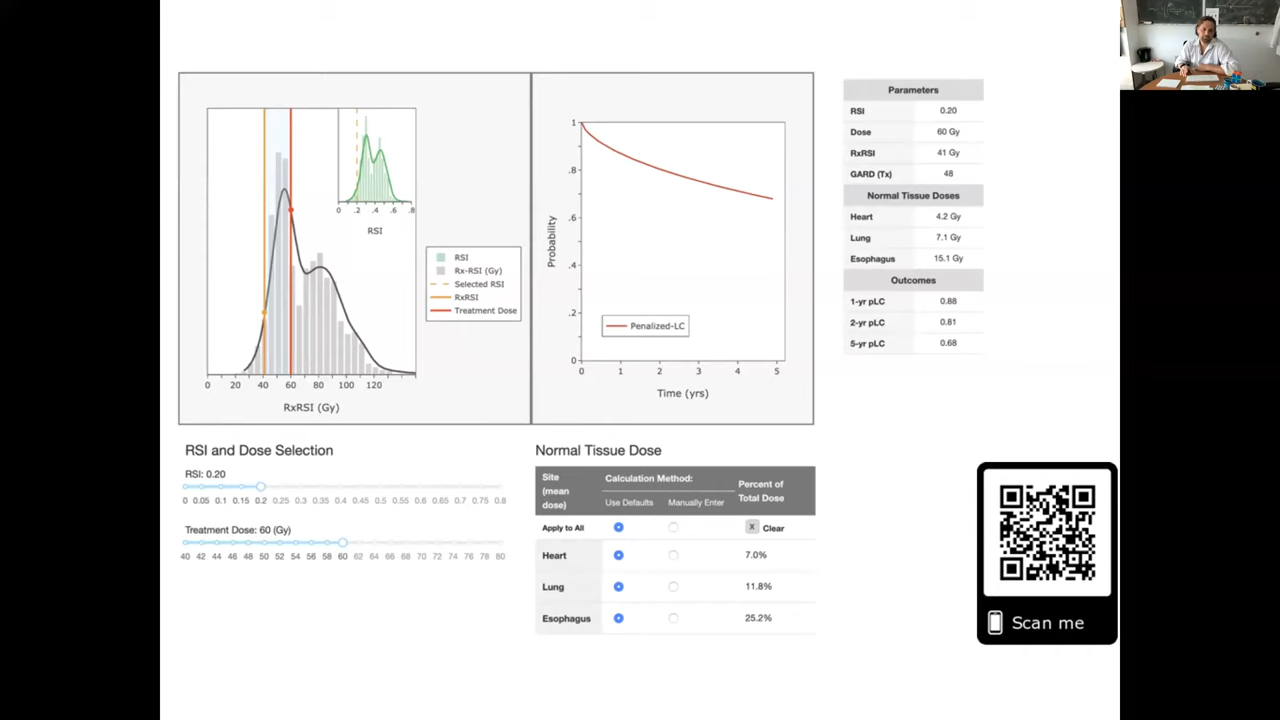 0 .2 .4 .6 .8
RSI
RSI
Rx-RSI (Gy)
Selected RSI
RxRSI
Treatment Dose
0 20 40 60 80 100 120
RxRSI (Gy)
1
.8
.6
.4
.2
0
Probability
Penalized-LC
0 1 2 3 4 5
Time (yrs)
Parameters
RSI 0.20
Dose 60 Gy
RxRSI 41 Gy
GARD (Tx) 48
Normal Tissue Doses
Heart 4.2 Gy
Lung 7.1 Gy
Esophagus 15.1 Gy
Outcomes
1-yr pLC 0.88
2-yr pLC 0.81
5-yr pLC 0.68
RSI and Dose Selection
RSI: 0.20
0 0.05 0.1 0.15 0.2 0.25 0.3 0.35 0.4 0.45 0.5 0.55 0.6 0.65 0.7 0.75 0.8
Treatment Dose: 60 (Gy)
40 42 44 46 48 50 52 54 56 58 60 62 64 66 68 70 72 74 76 78 80
Normal Tissue Dose
Site
(mean
dose)
Calculation Method:
Use Defaults Manually Enter
Percent of
Total Dose
Apply to All X Clear
Heart 7.0%
Lung 11.8%
Esophagus 25.2%
Scan me